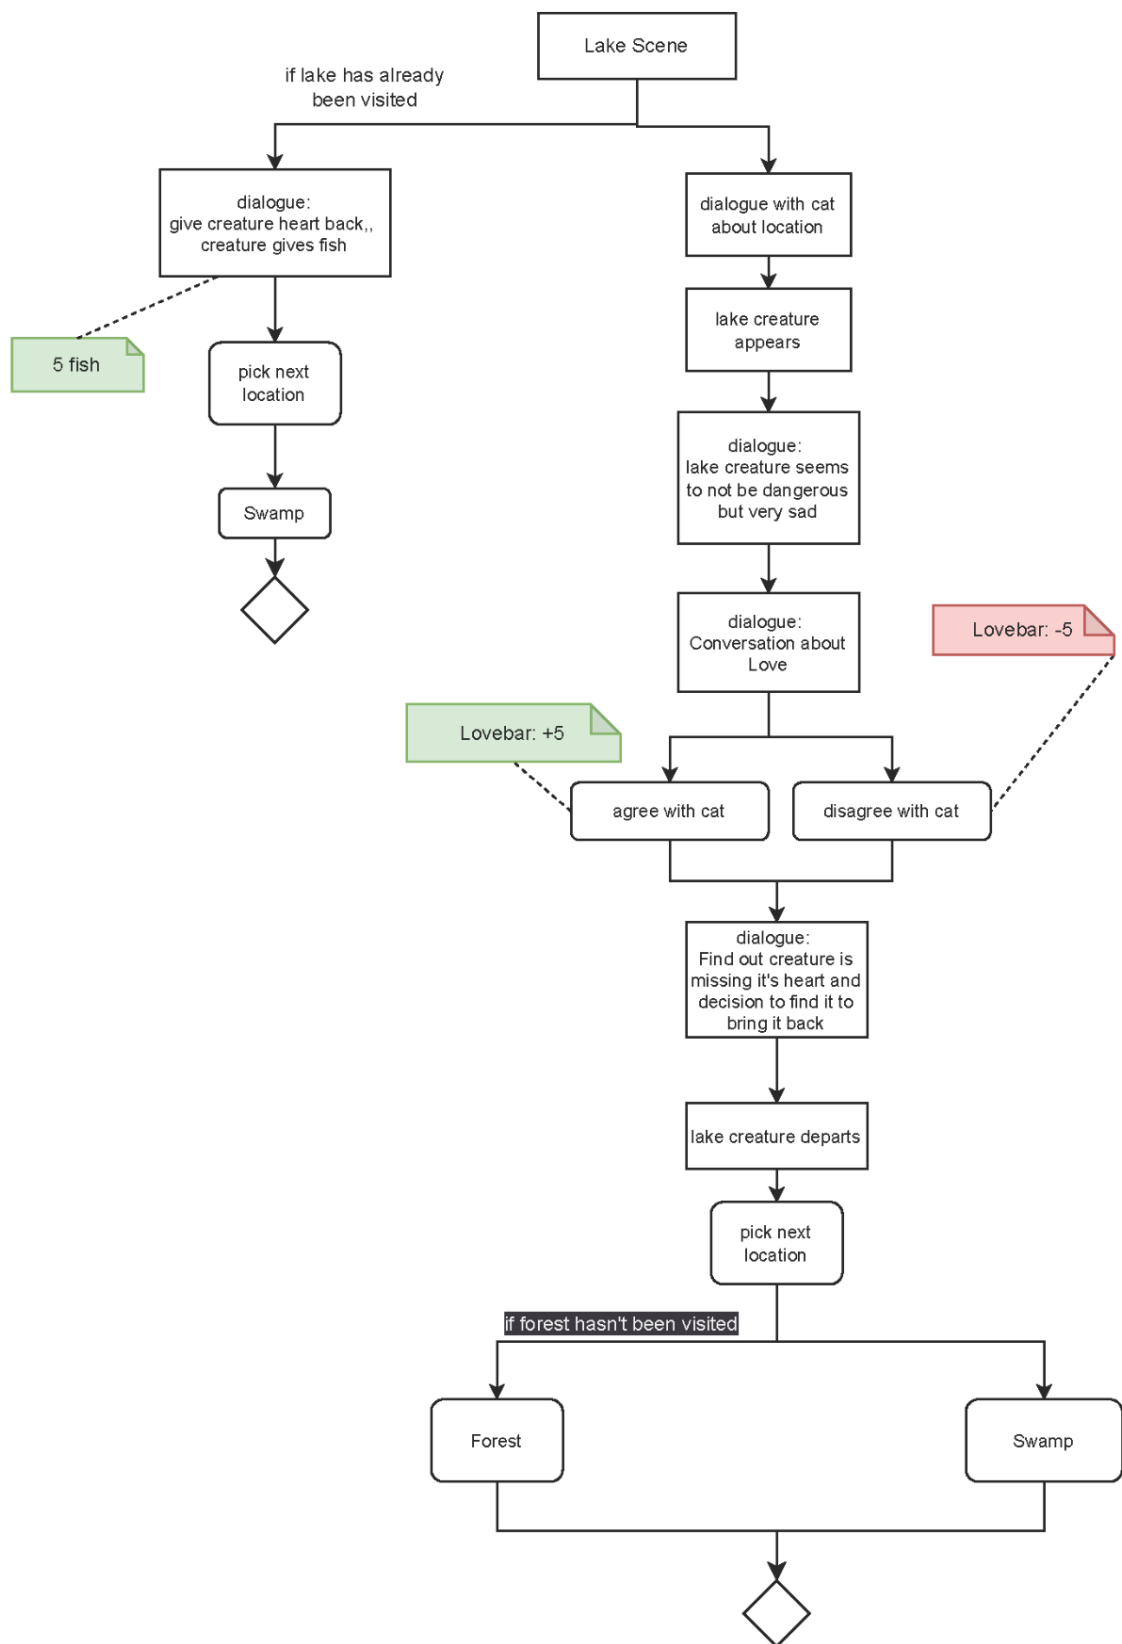 Lake Scene
if lake has already
been visited
dialogue:
give creature heart back,,
creature gives fish
5 fish
pick next
location
Swamp
dialogue with cat
about location
lake creature
appears
dialogue:
lake creature seems
to not be dangerous
but very sad
dialogue:
Conversation about
Love
Lovebar: -5
Lovebar: +5
agree with cat
disagree with cat
dialogue:
Find out creature is
missing it's heart and
decision to find it to
bring it back
lake creature departs
pick next
location
if forest hasn't been visited
Forest
Swamp